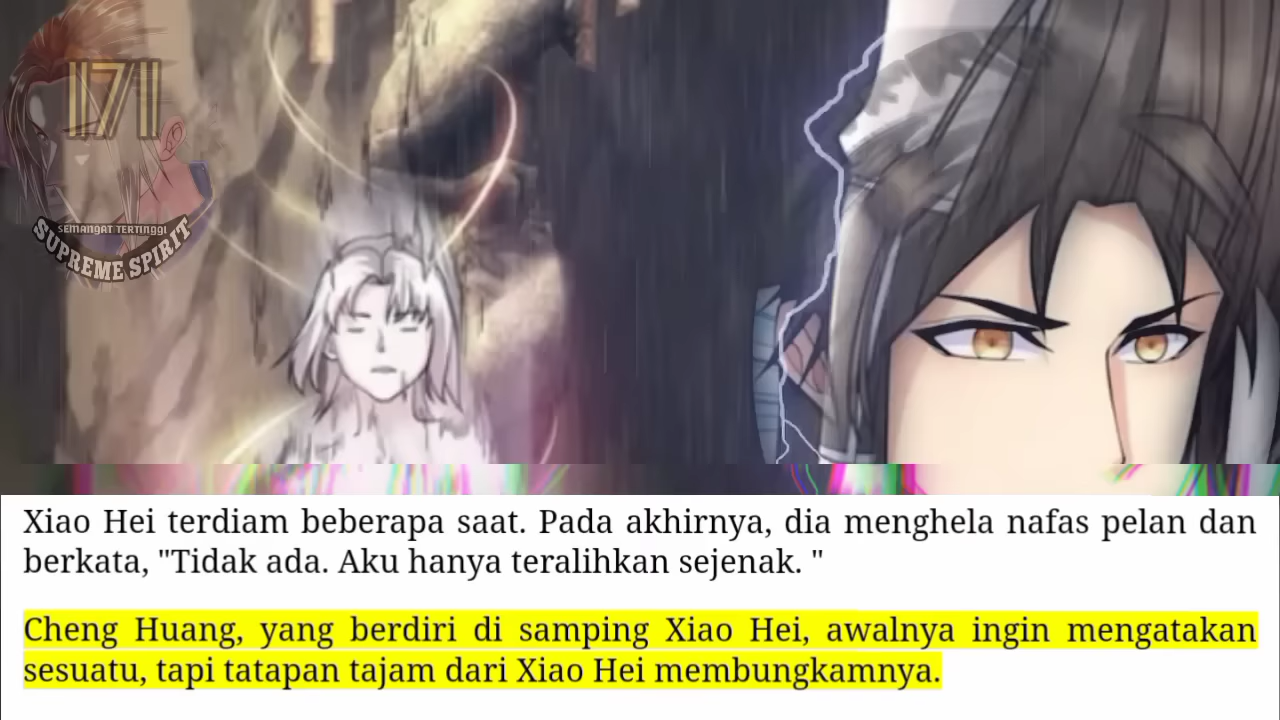 171
SEMANGAT TERTINGGI
SUPREME SPIRIT
Xiao Hei terdiam beberapa saat. Pada akhirnya, dia menghela nafas pelan dan
berkata, "Tidak ada. Aku hanya teralihkan sejenak. "
Cheng Huang, yang berdiri di samping Xiao Hei, awalnya ingin mengatakan
sesuatu, tapi tatapan tajam dari Xiao Hei membungkamnya.